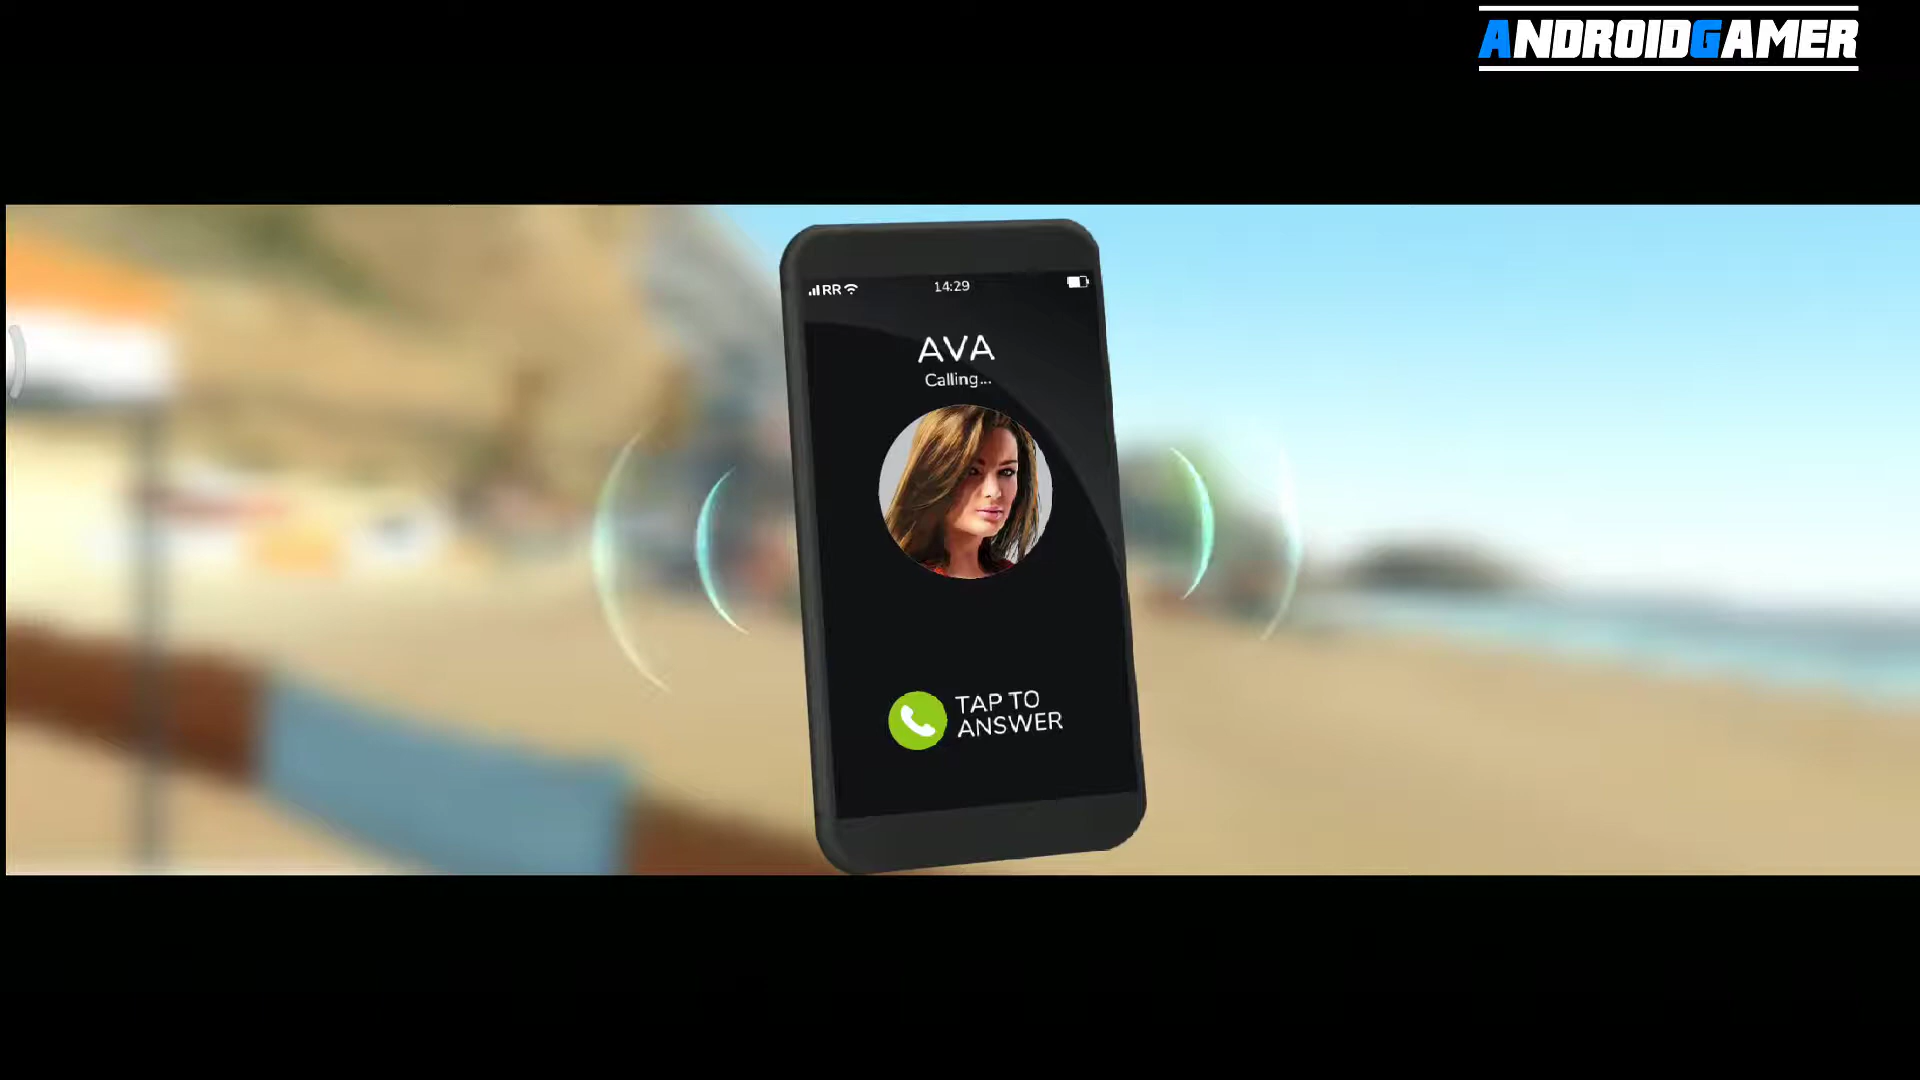 ANDROIDGAMER
RR 14:29
AVA
Calling...
TAP TO
ANSWER